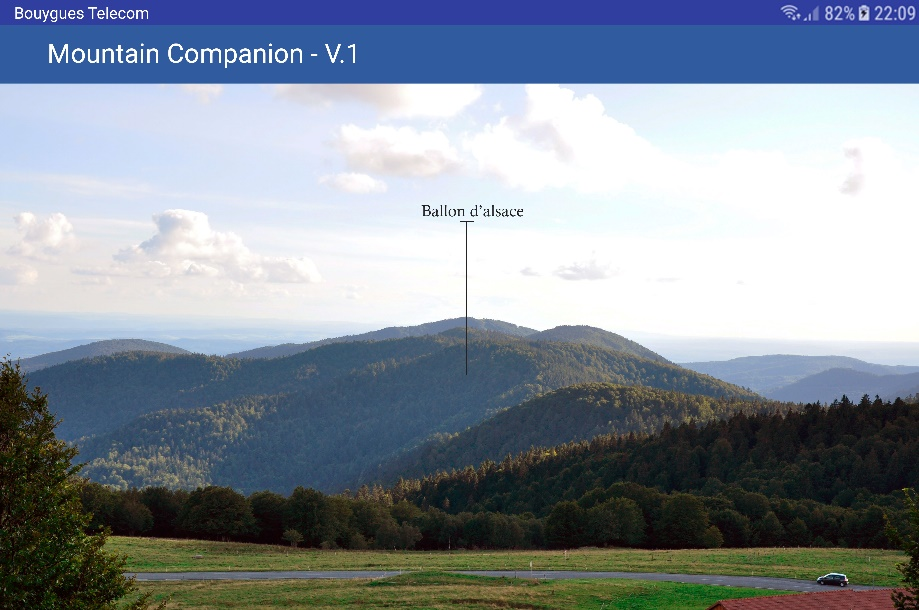 Bouygues Telecom
82% 22:09
Mountain Companion - V.1
Ballon d'alsace